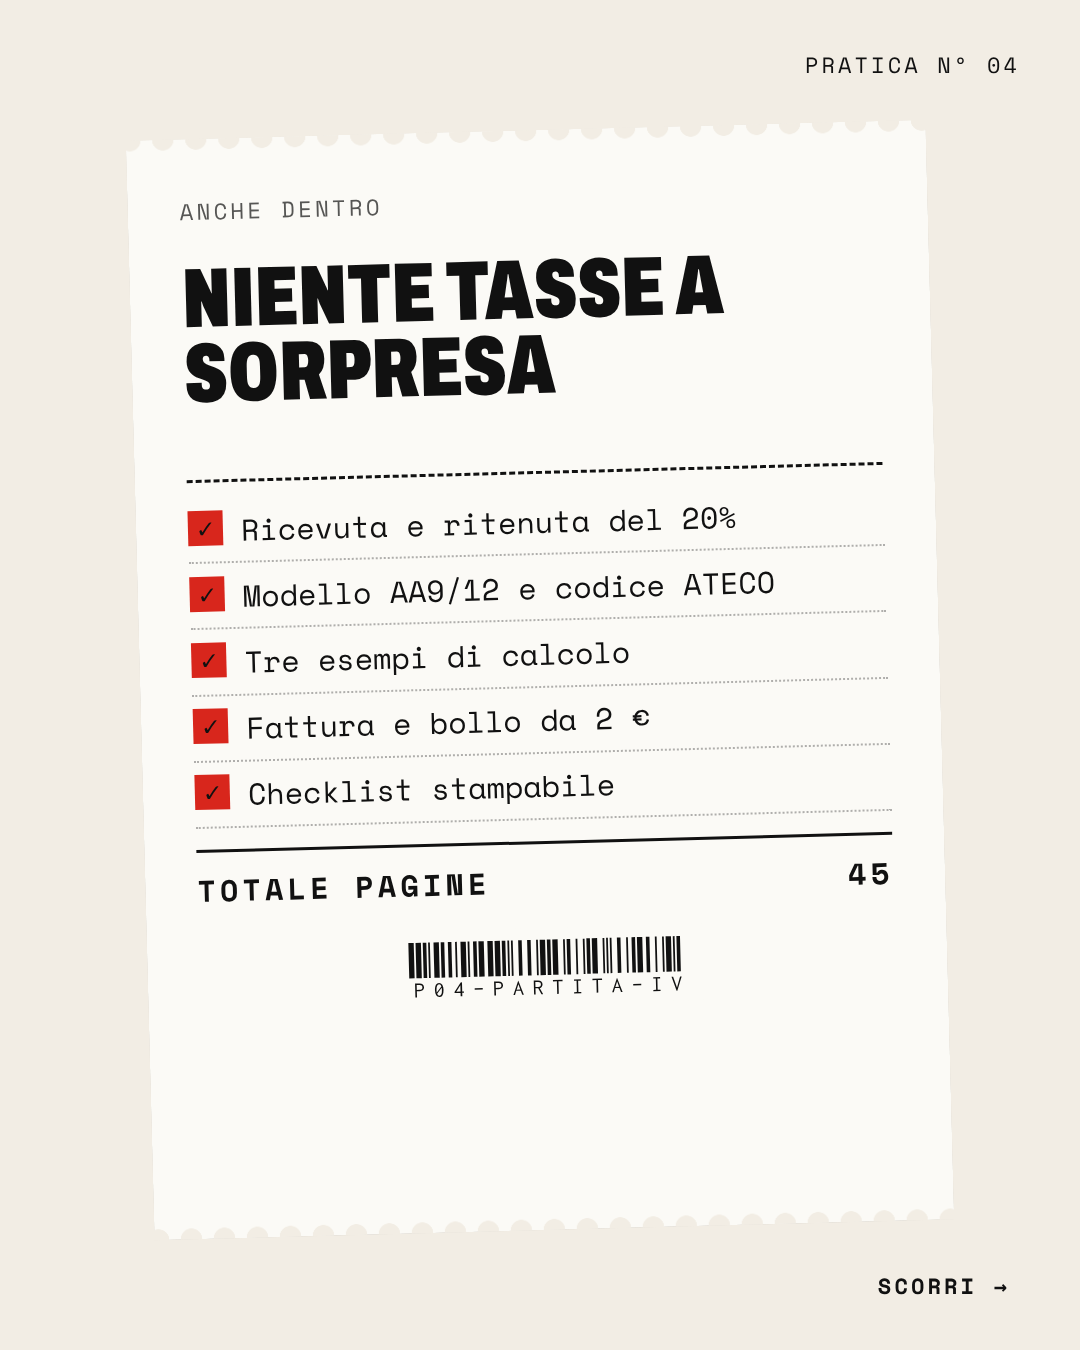 PRATICA N° 04
ANCHE DENTRO
NIENTE TASSE A
SORPRESA
✓ Ricevuta e ritenuta del 20%
✓ Modello AA9/12 e codice ATECO
✓ Tre esempi di calcolo
✓ Fattura e bollo da 2 €
✓ Checklist stampabile
TOTALE PAGINE 45
P04-PARTITA-IV
SCORRI →